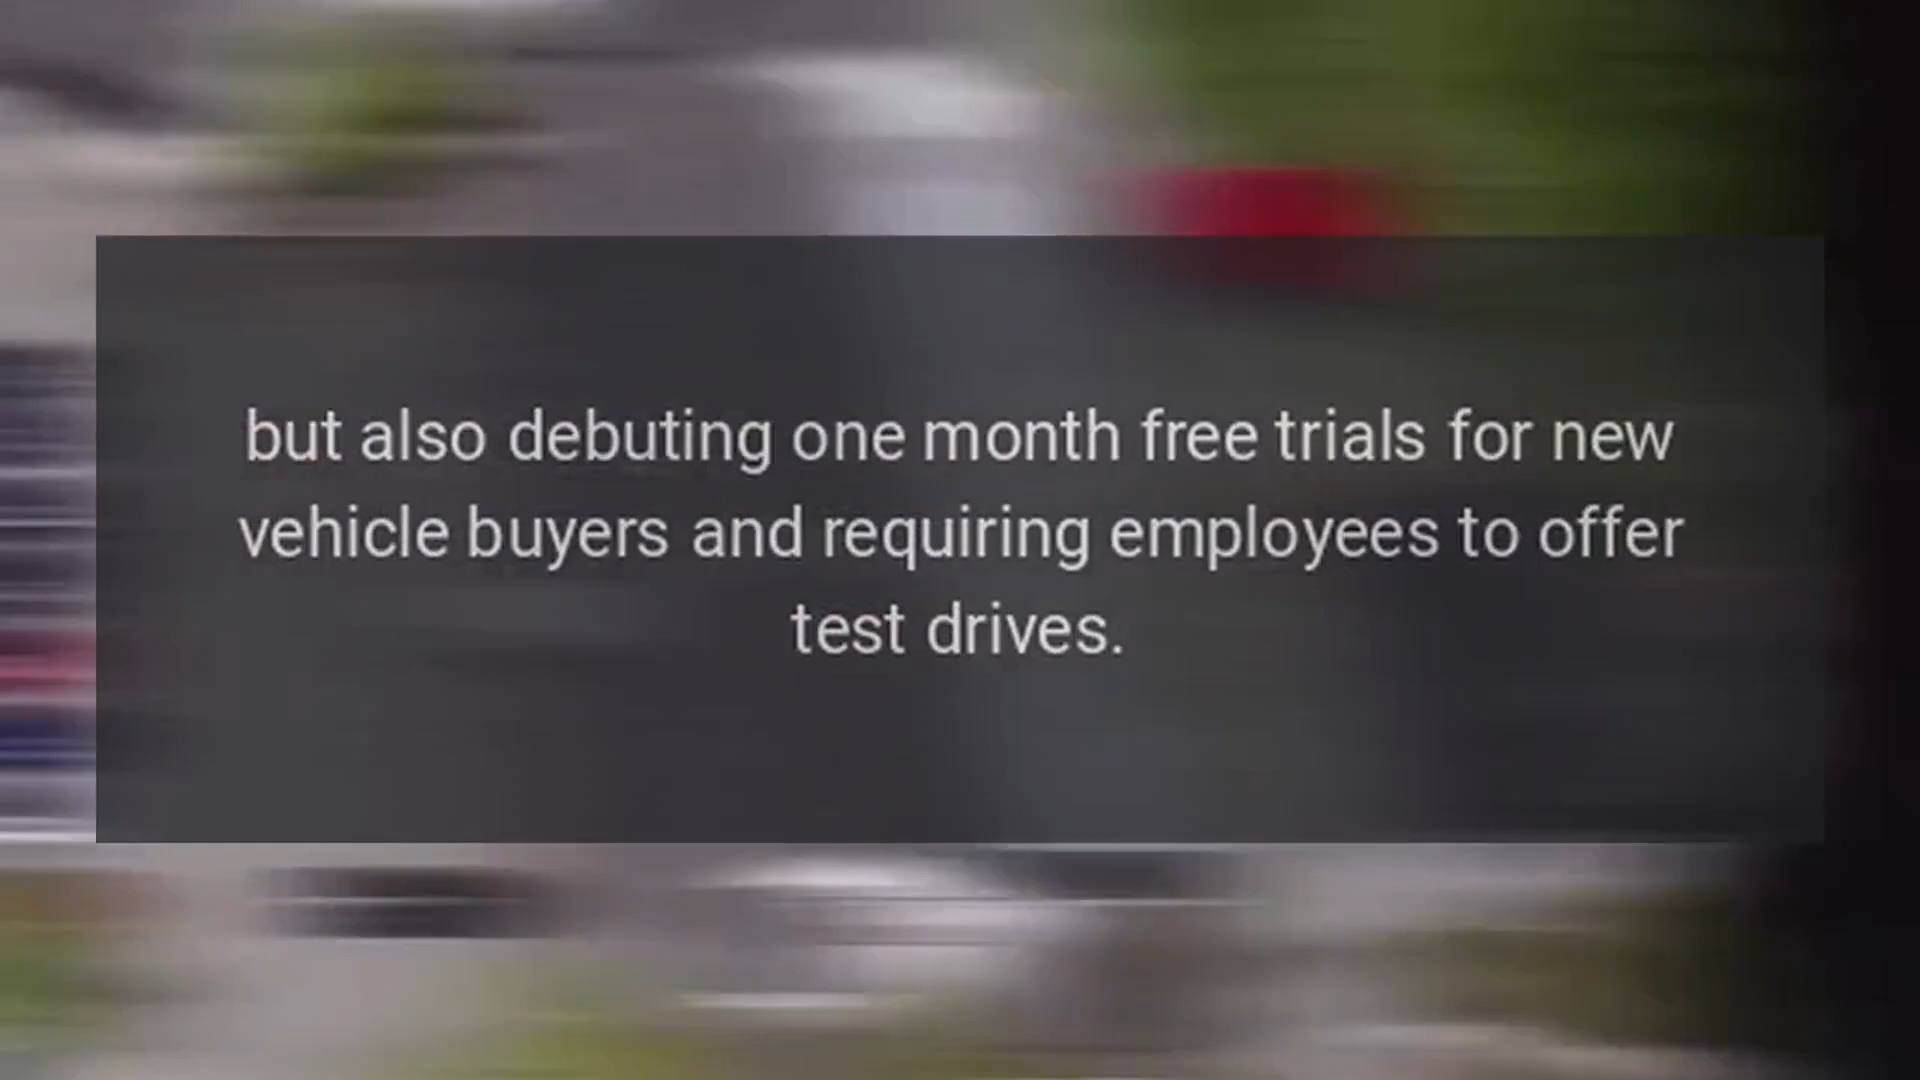 but also debuting one month free trials for new
vehicle buyers and requiring employees to offer
test drives.